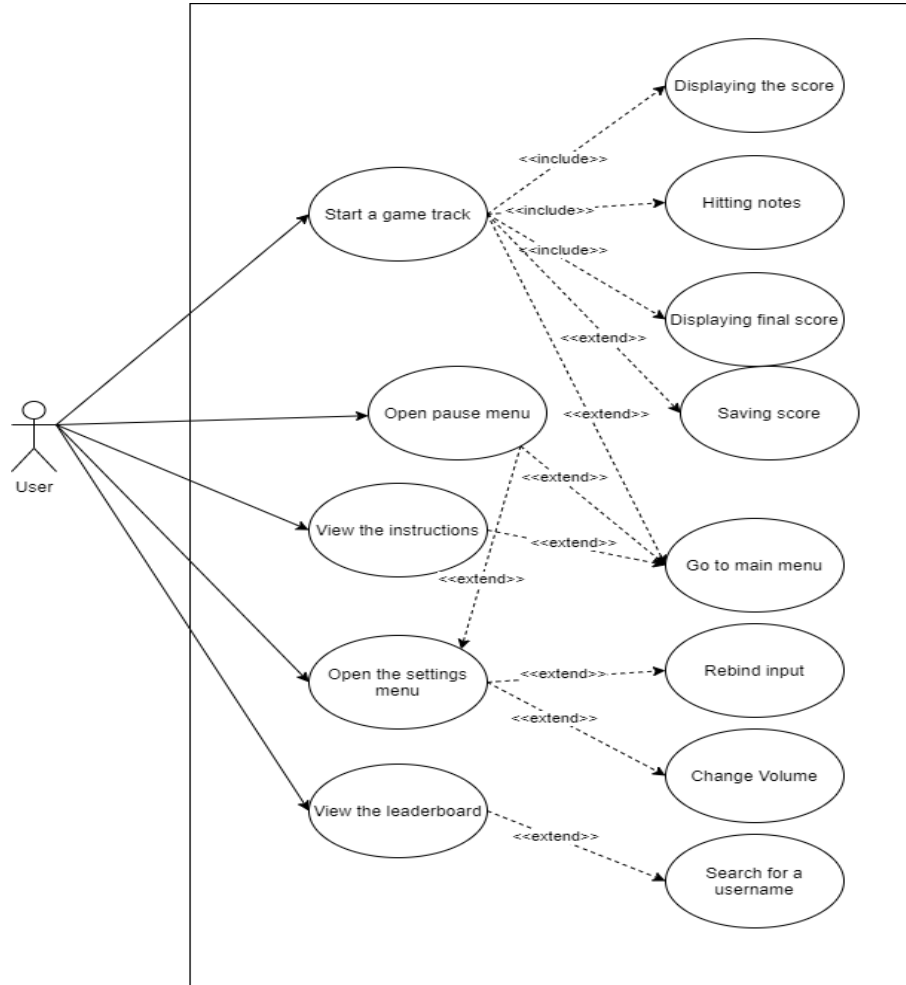 Displaying the score
<<include>>
Start a game track
<<include>>
Hitting notes
<<include>>
Displaying final score
<<extend>>
Open pause menu
<<extend>>
Saving score
User
<<extend>>
View the instructions
<<extend>>
Go to main menu
<<extend>>
Open the settings
menu
<<extend>>
Rebind input
<<extend>>
Change Volume
View the leaderboard
<<extend>>
Search for a
username